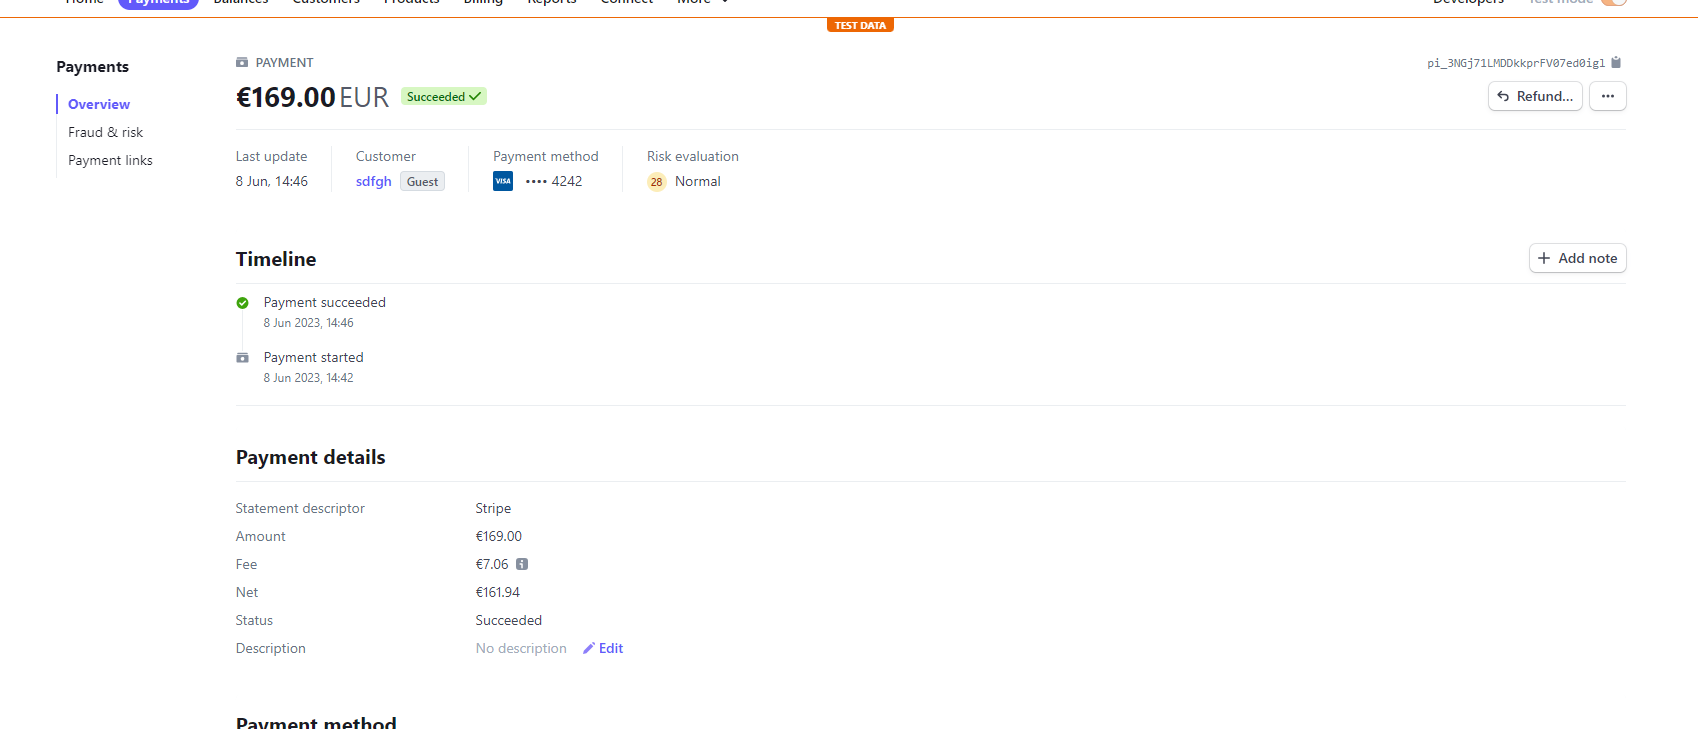 Home Payments Balances Customers Products Billing Reports Connect More Developers Test mode
TEST DATA
Payments
Overview
Fraud & risk
Payment links
PAYMENT
pi_3NGj71LMDDkkprFV07ed0igl
€169.00 EUR Succeeded
Refund...
Last update Customer Payment method Risk evaluation
8 Jun, 14:46 sdfgh Guest VISA •••• 4242 28 Normal
Timeline
Add note
Payment succeeded
8 Jun 2023, 14:46
Payment started
8 Jun 2023, 14:42
Payment details
Statement descriptor Stripe
Amount €169.00
Fee €7.06
Net €161.94
Status Succeeded
Description No description Edit
Payment method